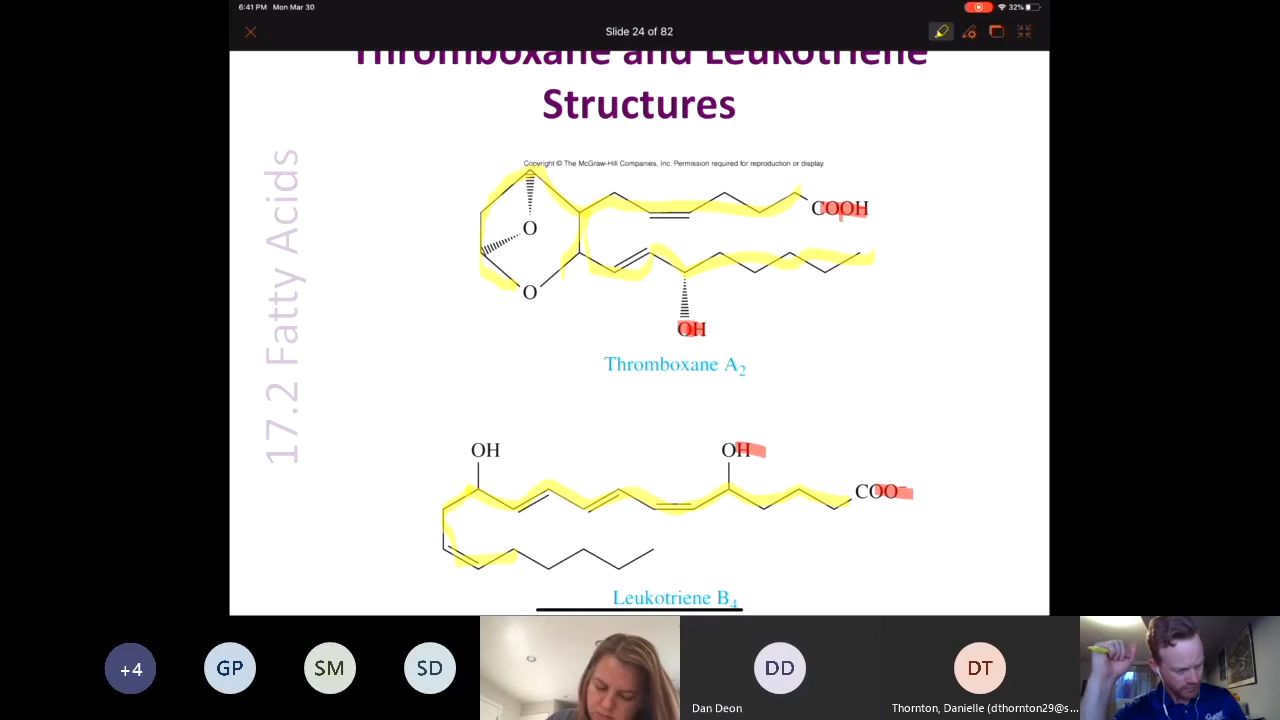 6:41 PM Mon Mar 30
32%
Slide 24 of 82
Thromboxane and Leukotriene
Structures
Copyright © The McGraw-Hill Companies, Inc. Permission required for reproduction or display.
17.2 Fatty Acids
COOH
O
O
OH
Thromboxane A2
OH
OH
COO−
Leukotriene B4
+4
GP
SM
SD
DD
DT
Dan Deon
Thornton, Danielle (dthornton29@s...